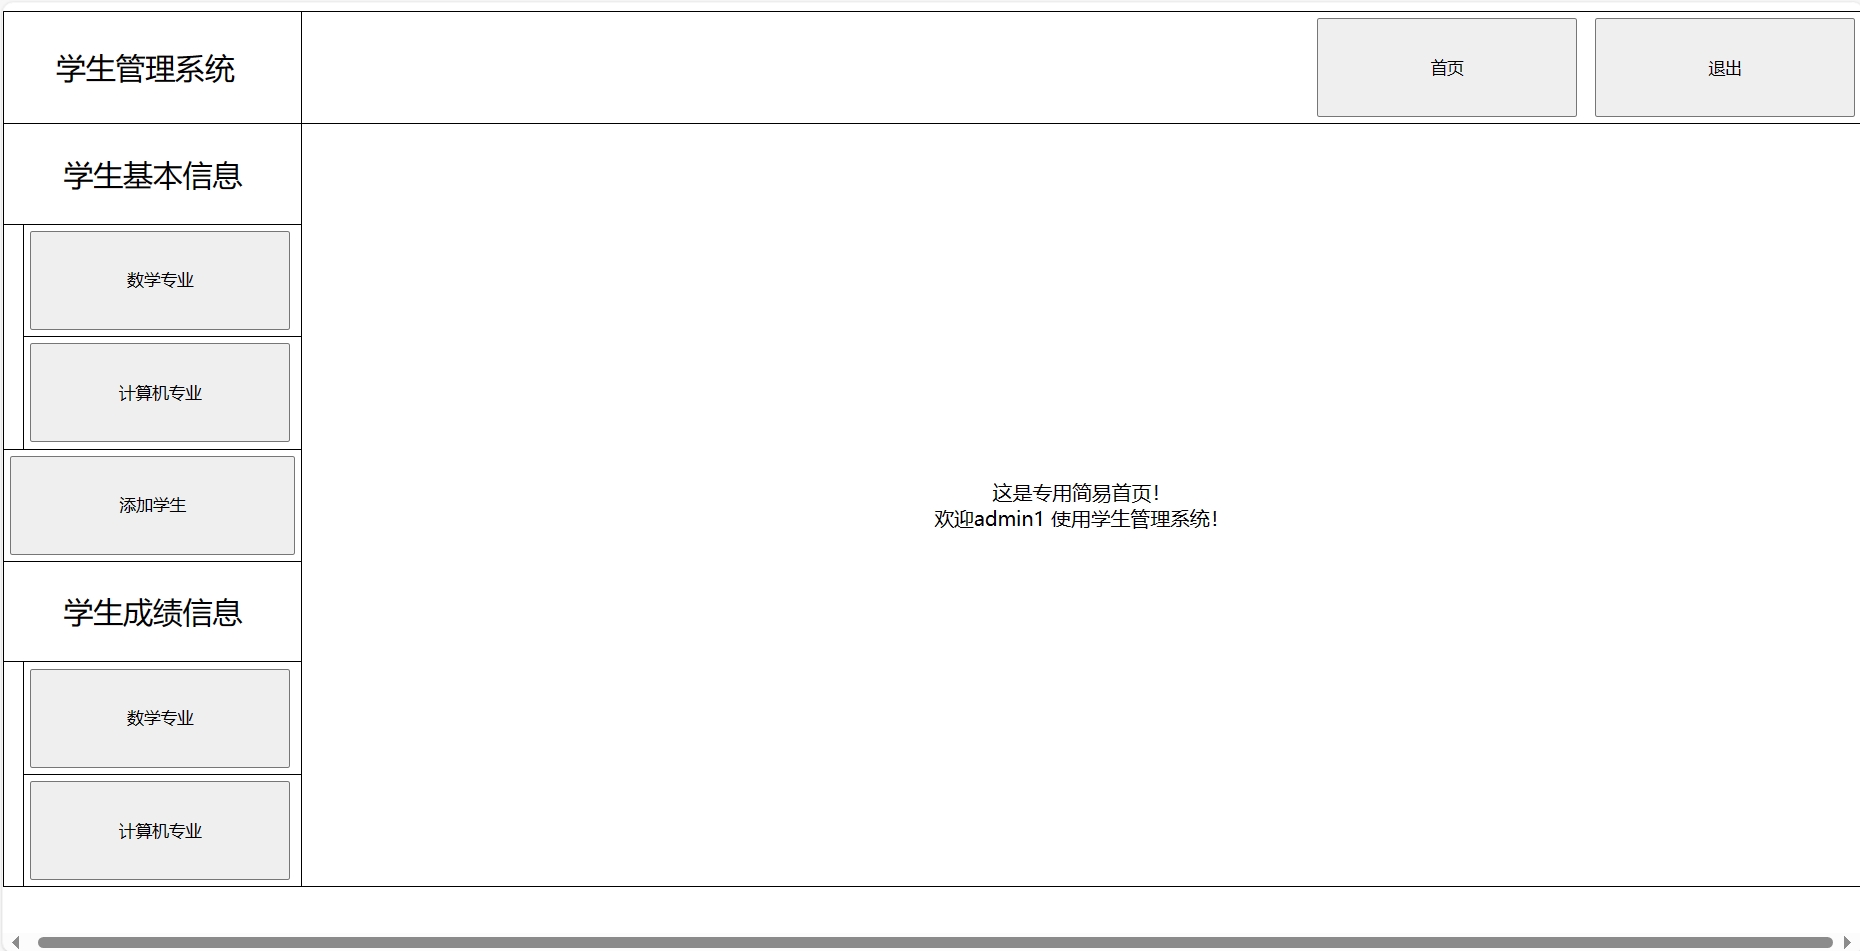 学生管理系统
首页
退出
学生基本信息
数学专业
计算机专业
添加学生
这是专用简易首页！
欢迎admin1 使用学生管理系统！
学生成绩信息
数学专业
计算机专业